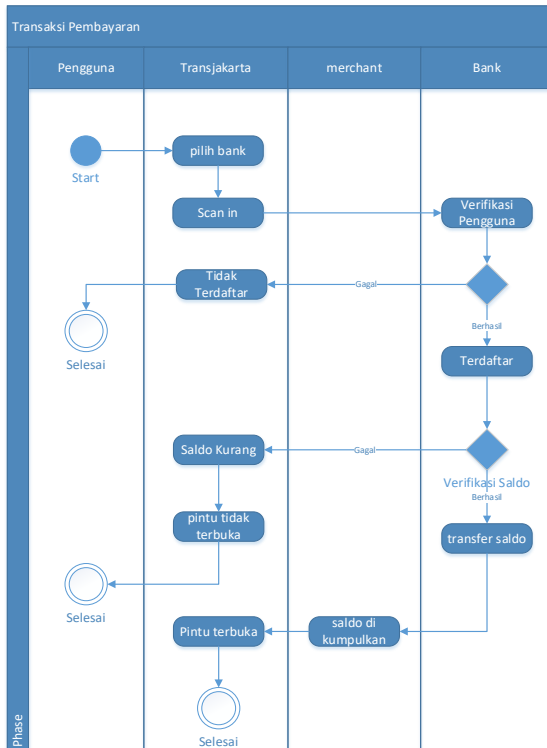 Transaksi Pembayaran
Pengguna
Transjakarta
merchant
Bank
Start
pilih bank
Scan in
Verifikasi
Pengguna
Tidak
Terdaftar
Gagal
Selesai
Berhasil
Terdaftar
Saldo Kurang
Gagal
Verifikasi Saldo
Berhasil
pintu tidak
terbuka
transfer saldo
Selesai
Pintu terbuka
saldo di
kumpulkan
Selesai
Phase